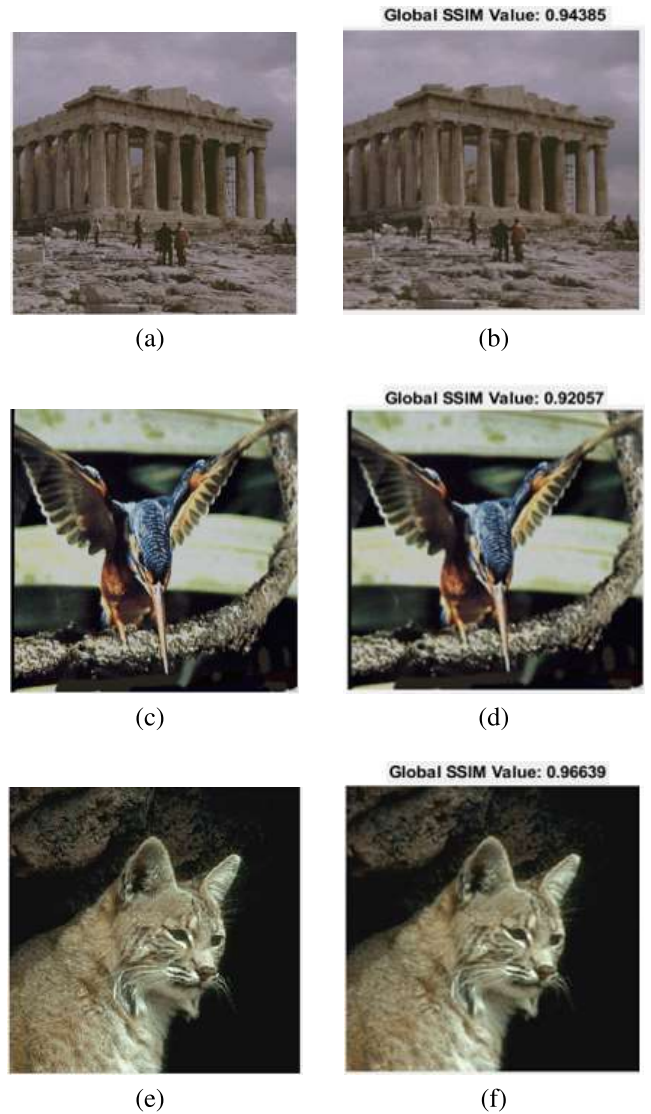 Global SSIM Value: 0.94385
(a)
(b)
Global SSIM Value: 0.92057
(c)
(d)
Global SSIM Value: 0.96639
(e)
(f)